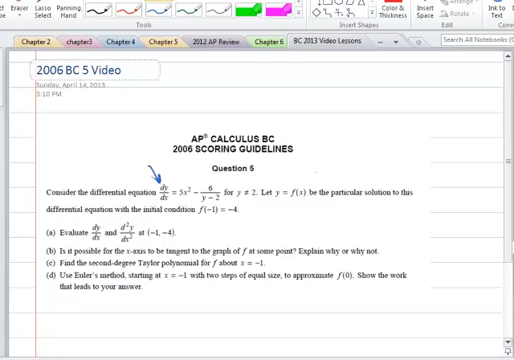 Eraser
Lasso Select
Panning Hand
Color & Thickness
Insert Space
Arrange
Rotate
Ink to Text
Tools
Insert Shapes
Chapter 2
chapter3
Chapter 4
Chapter 5
2012 AP Review
Chapter 6
BC 2013 Video Lessons
...
Search All Notebooks
2006 BC 5 Video
Sunday, April 14, 2013
3:10 PM
AP® CALCULUS BC
2006 SCORING GUIDELINES
Question 5
Consider the differential equation dy/dx = 5x² − 6/(y − 2) for y ≠ 2. Let y = f(x) be the particular solution to this
differential equation with the initial condition f(−1) = −4.
(a) Evaluate dy/dx and d²y/dx² at (−1, −4).
(b) Is it possible for the x-axis to be tangent to the graph of f at some point? Explain why or why not.
(c) Find the second-degree Taylor polynomial for f about x = −1.
(d) Use Euler's method, starting at x = −1 with two steps of equal size, to approximate f(0). Show the work
that leads to your answer.